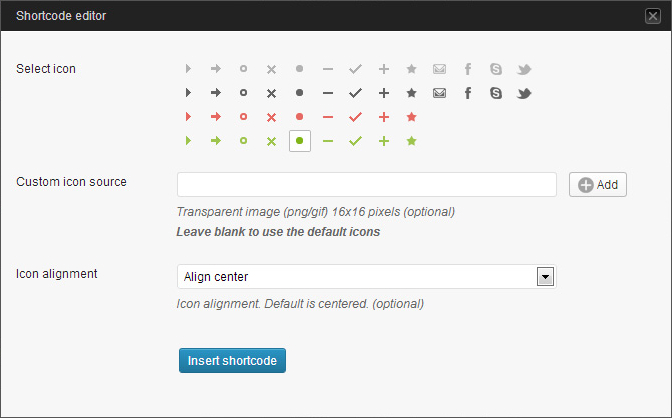 Shortcode editor
Select icon
Custom icon source
Add
Transparent image (png/gif) 16x16 pixels (optional)
Leave blank to use the default icons
Icon alignment
Align center
Icon alignment. Default is centered. (optional)
Insert shortcode